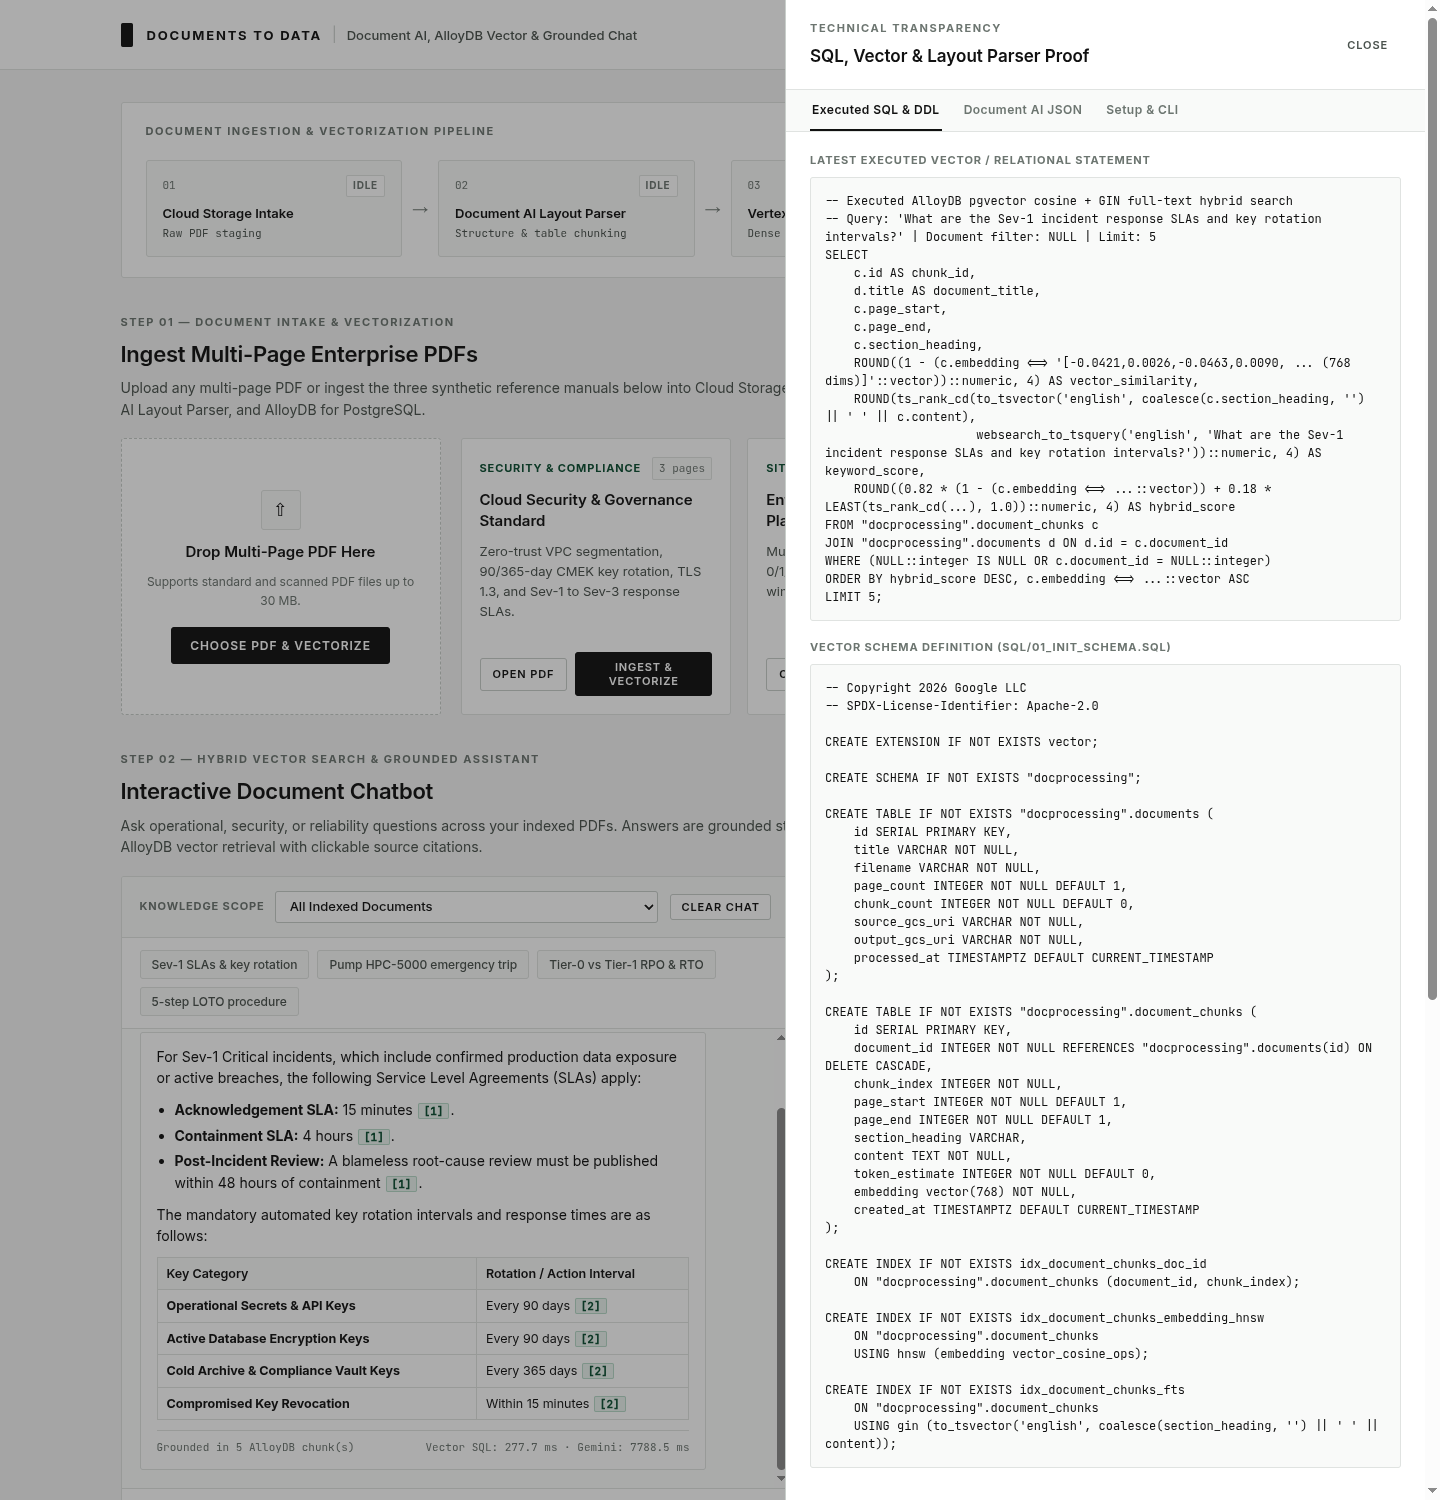 DOCUMENTS TO DATA
Document AI, AlloyDB Vector & Grounded Chat
DOCUMENT INGESTION & VECTORIZATION PIPELINE
01
IDLE
Cloud Storage Intake
Raw PDF staging
→
02
IDLE
Document AI Layout Parser
Structure & table chunking
→
03
Dense
STEP 01 — DOCUMENT INTAKE & VECTORIZATION
Ingest Multi-Page Enterprise PDFs
Upload any multi-page PDF or ingest the three synthetic reference manuals below into Cloud Storage
AI Layout Parser, and AlloyDB for PostgreSQL.
⇧
Drop Multi-Page PDF Here
Supports standard and scanned PDF files up to
30 MB.
CHOOSE PDF & VECTORIZE
SECURITY & COMPLIANCE
3 pages
Cloud Security & Governance
Standard
Zero-trust VPC segmentation,
90/365-day CMEK key rotation, TLS
1.3, and Sev-1 to Sev-3 response
SLAs.
OPEN PDF
INGEST &
VECTORIZE
STEP 02 — HYBRID VECTOR SEARCH & GROUNDED ASSISTANT
Interactive Document Chatbot
Ask operational, security, or reliability questions across your indexed PDFs. Answers are grounded
AlloyDB vector retrieval with clickable source citations.
KNOWLEDGE SCOPE
All Indexed Documents
CLEAR CHAT
Sev-1 SLAs & key rotation
Pump HPC-5000 emergency trip
Tier-0 vs Tier-1 RPO & RTO
5-step LOTO procedure
For Sev-1 Critical incidents, which include confirmed production data exposure
or active breaches, the following Service Level Agreements (SLAs) apply:
• Acknowledgement SLA: 15 minutes [1].
• Containment SLA: 4 hours [1].
• Post-Incident Review: A blameless root-cause review must be published
within 48 hours of containment [1].
The mandatory automated key rotation intervals and response times are as
follows:
Key Category
Rotation / Action Interval
Operational Secrets & API Keys
Every 90 days [2]
Active Database Encryption Keys
Every 90 days [2]
Cold Archive & Compliance Vault Keys
Every 365 days [2]
Compromised Key Revocation
Within 15 minutes [2]
Grounded in 5 AlloyDB chunk(s)
Vector SQL: 277.7 ms · Gemini: 7788.5 ms
TECHNICAL TRANSPARENCY
SQL, Vector & Layout Parser Proof
CLOSE
Executed SQL & DDL
Document AI JSON
Setup & CLI
LATEST EXECUTED VECTOR / RELATIONAL STATEMENT
-- Executed AlloyDB pgvector cosine + GIN full-text hybrid search
-- Query: 'What are the Sev-1 incident response SLAs and key rotation
intervals?' | Document filter: NULL | Limit: 5
SELECT
    c.id AS chunk_id,
    d.title AS document_title,
    c.page_start,
    c.page_end,
    c.section_heading,
    ROUND((1 - (c.embedding <=> '[-0.0421,0.0026,-0.0463,0.0090, ... (768
dims)]'::vector))::numeric, 4) AS vector_similarity,
    ROUND(ts_rank_cd(to_tsvector('english', coalesce(c.section_heading, '')
|| ' ' || c.content),
                     websearch_to_tsquery('english', 'What are the Sev-1
incident response SLAs and key rotation intervals?'))::numeric, 4) AS
keyword_score,
    ROUND((0.82 * (1 - (c.embedding <=> ...::vector)) + 0.18 *
LEAST(ts_rank_cd(...), 1.0))::numeric, 4) AS hybrid_score
FROM "docprocessing".document_chunks c
JOIN "docprocessing".documents d ON d.id = c.document_id
WHERE (NULL::integer IS NULL OR c.document_id = NULL::integer)
ORDER BY hybrid_score DESC, c.embedding <=> ...::vector ASC
LIMIT 5;
VECTOR SCHEMA DEFINITION (SQL/01_INIT_SCHEMA.SQL)
-- Copyright 2026 Google LLC
-- SPDX-License-Identifier: Apache-2.0
CREATE EXTENSION IF NOT EXISTS vector;
CREATE SCHEMA IF NOT EXISTS "docprocessing";
CREATE TABLE IF NOT EXISTS "docprocessing".documents (
    id SERIAL PRIMARY KEY,
    title VARCHAR NOT NULL,
    filename VARCHAR NOT NULL,
    page_count INTEGER NOT NULL DEFAULT 1,
    chunk_count INTEGER NOT NULL DEFAULT 0,
    source_gcs_uri VARCHAR NOT NULL,
    output_gcs_uri VARCHAR NOT NULL,
    processed_at TIMESTAMPTZ DEFAULT CURRENT_TIMESTAMP
);
CREATE TABLE IF NOT EXISTS "docprocessing".document_chunks (
    id SERIAL PRIMARY KEY,
    document_id INTEGER NOT NULL REFERENCES "docprocessing".documents(id) ON
DELETE CASCADE,
    chunk_index INTEGER NOT NULL,
    page_start INTEGER NOT NULL DEFAULT 1,
    page_end INTEGER NOT NULL DEFAULT 1,
    section_heading VARCHAR,
    content TEXT NOT NULL,
    token_estimate INTEGER NOT NULL DEFAULT 0,
    embedding vector(768) NOT NULL,
    created_at TIMESTAMPTZ DEFAULT CURRENT_TIMESTAMP
);
CREATE INDEX IF NOT EXISTS idx_document_chunks_doc_id
    ON "docprocessing".document_chunks (document_id, chunk_index);
CREATE INDEX IF NOT EXISTS idx_document_chunks_embedding_hnsw
    ON "docprocessing".document_chunks
    USING hnsw (embedding vector_cosine_ops);
CREATE INDEX IF NOT EXISTS idx_document_chunks_fts
    ON "docprocessing".document_chunks
    USING gin (to_tsvector('english', coalesce(section_heading, '') || ' ' ||
content));